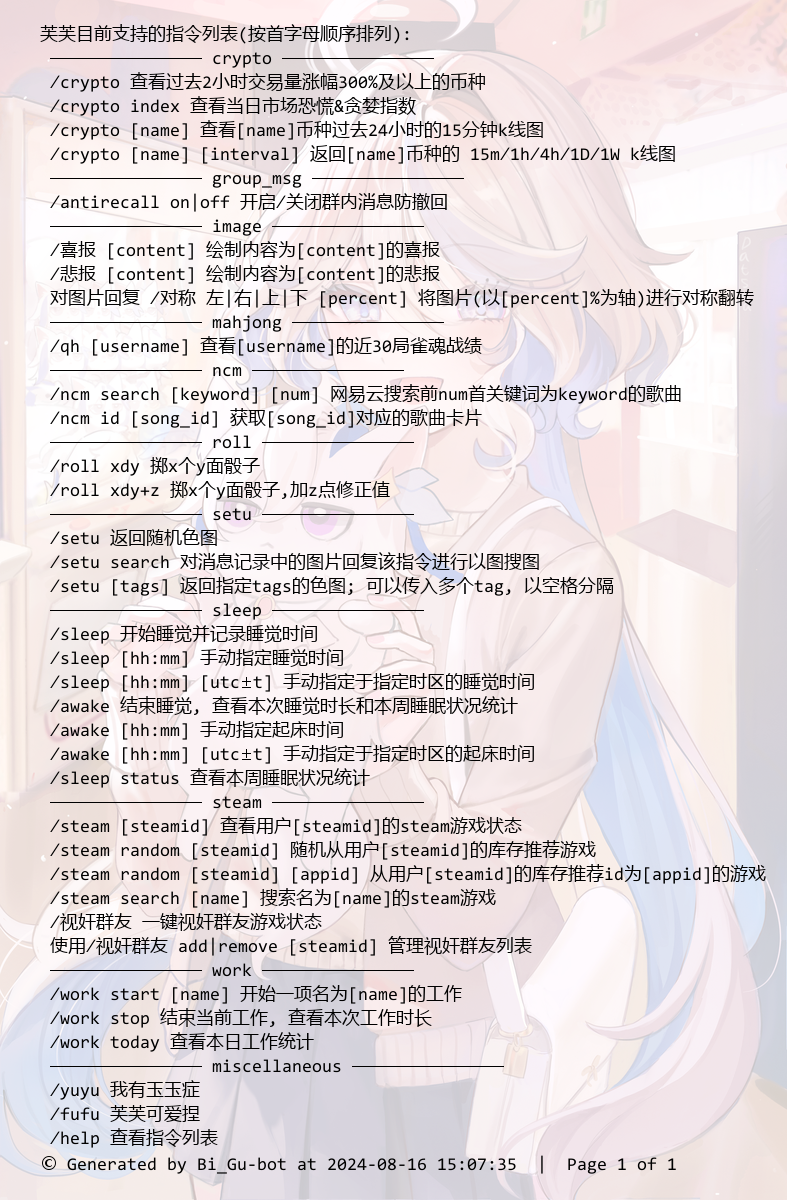 芙芙目前支持的指令列表(按首字母顺序排列):
crypto
/crypto 查看过去2小时交易量涨幅300%及以上的币种
/crypto index 查看当日市场恐慌&贪婪指数
/crypto [name] 查看[name]币种过去24小时的15分钟k线图
/crypto [name] [interval] 返回[name]币种的 15m/1h/4h/1D/1W k线图
group_msg
/antirecall on|off 开启/关闭群内消息防撤回
image
/喜报 [content] 绘制内容为[content]的喜报
/悲报 [content] 绘制内容为[content]的悲报
对图片回复 /对称 左|右|上|下 [percent] 将图片(以[percent]%为轴)进行对称翻转
mahjong
/qh [username] 查看[username]的近30局雀魂战绩
ncm
/ncm search [keyword] [num] 网易云搜索前num首关键词为keyword的歌曲
/ncm id [song_id] 获取[song_id]对应的歌曲卡片
roll
/roll xdy 掷x个y面骰子
/roll xdy+z 掷x个y面骰子,加z点修正值
setu
/setu 返回随机色图
/setu search 对消息记录中的图片回复该指令进行以图搜图
/setu [tags] 返回指定tags的色图; 可以传入多个tag, 以空格分隔
sleep
/sleep 开始睡觉并记录睡觉时间
/sleep [hh:mm] 手动指定睡觉时间
/sleep [hh:mm] [utc±t] 手动指定于指定时区的睡觉时间
/awake 结束睡觉, 查看本次睡觉时长和本周睡眠状况统计
/awake [hh:mm] 手动指定起床时间
/awake [hh:mm] [utc±t] 手动指定于指定时区的起床时间
/sleep status 查看本周睡眠状况统计
steam
/steam [steamid] 查看用户[steamid]的steam游戏状态
/steam random [steamid] 随机从用户[steamid]的库存推荐游戏
/steam random [steamid] [appid] 从用户[steamid]的库存推荐id为[appid]的游戏
/steam search [name] 搜索名为[name]的steam游戏
/视奸群友 一键视奸群友游戏状态
使用/视奸群友 add|remove [steamid] 管理视奸群友列表
work
/work start [name] 开始一项名为[name]的工作
/work stop 结束当前工作, 查看本次工作时长
/work today 查看本日工作统计
miscellaneous
/yuyu 我有玉玉症
/fufu 芙芙可爱捏
/help 查看指令列表
© Generated by Bi_Gu-bot at 2024-08-16 15:07:35 | Page 1 of 1